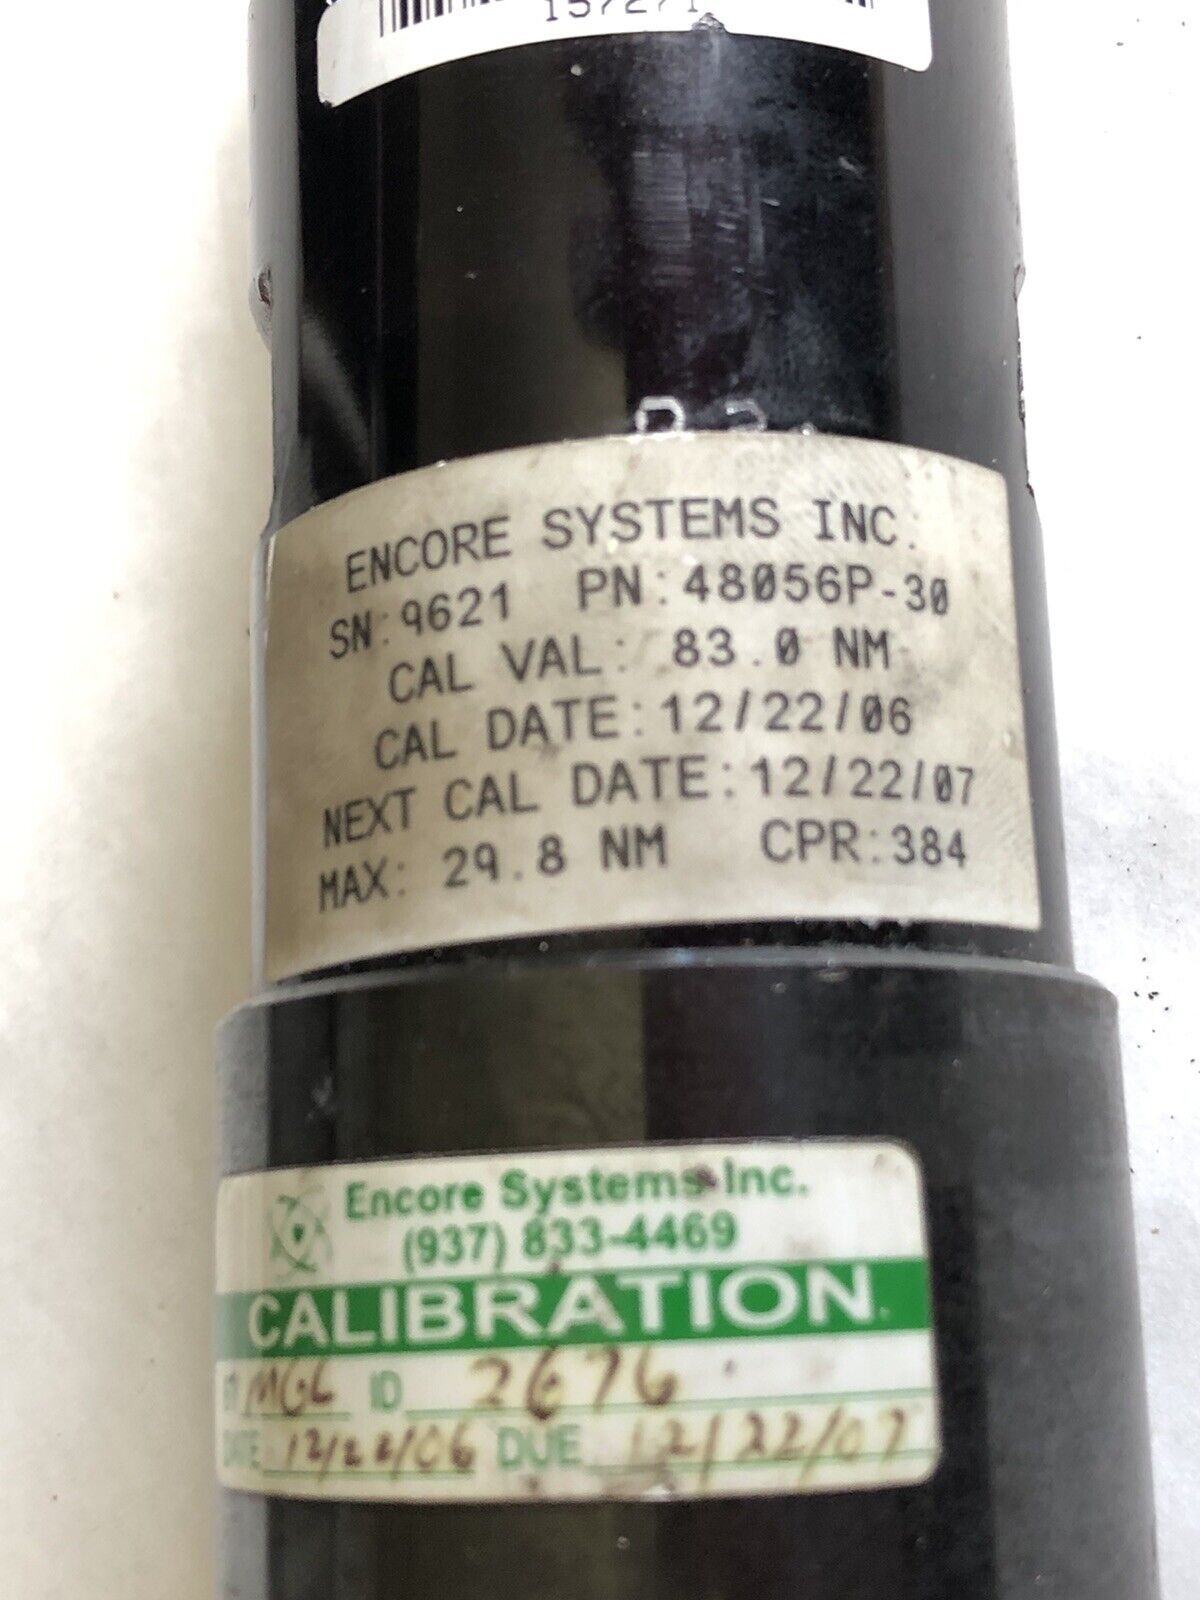 157271
ENCORE SYSTEMS INC.
SN:9621 PN:48056P-30
CAL VAL: 83.0 NM
CAL DATE:12/22/06
NEXT CAL DATE:12/22/07
MAX: 29.8 NM CPR:384
Encore Systems Inc.
(937) 833-4469
CALIBRATION
BY MGL ID 2676
DATE 12/22/06 DUE 12/22/07